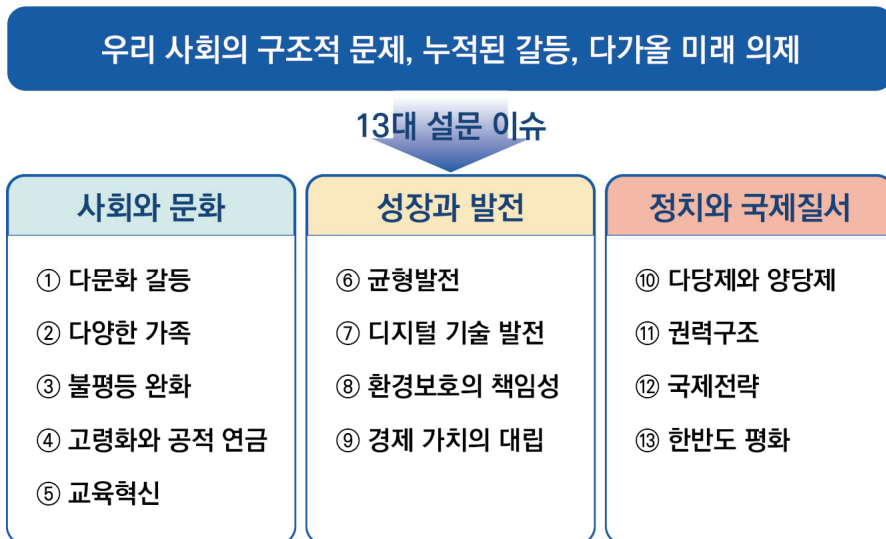 우리 사회의 구조적 문제, 누적된 갈등, 다가올 미래 의제
13대 설문 이슈
사회와 문화
① 다문화 갈등
② 다양한 가족
③ 불평등 완화
④ 고령화와 공적 연금
⑤ 교육혁신
성장과 발전
⑥ 균형발전
⑦ 디지털 기술 발전
⑧ 환경보호의 책임성
⑨ 경제 가치의 대립
정치와 국제질서
⑩ 다당제와 양당제
⑪ 권력구조
⑫ 국제전략
⑬ 한반도 평화